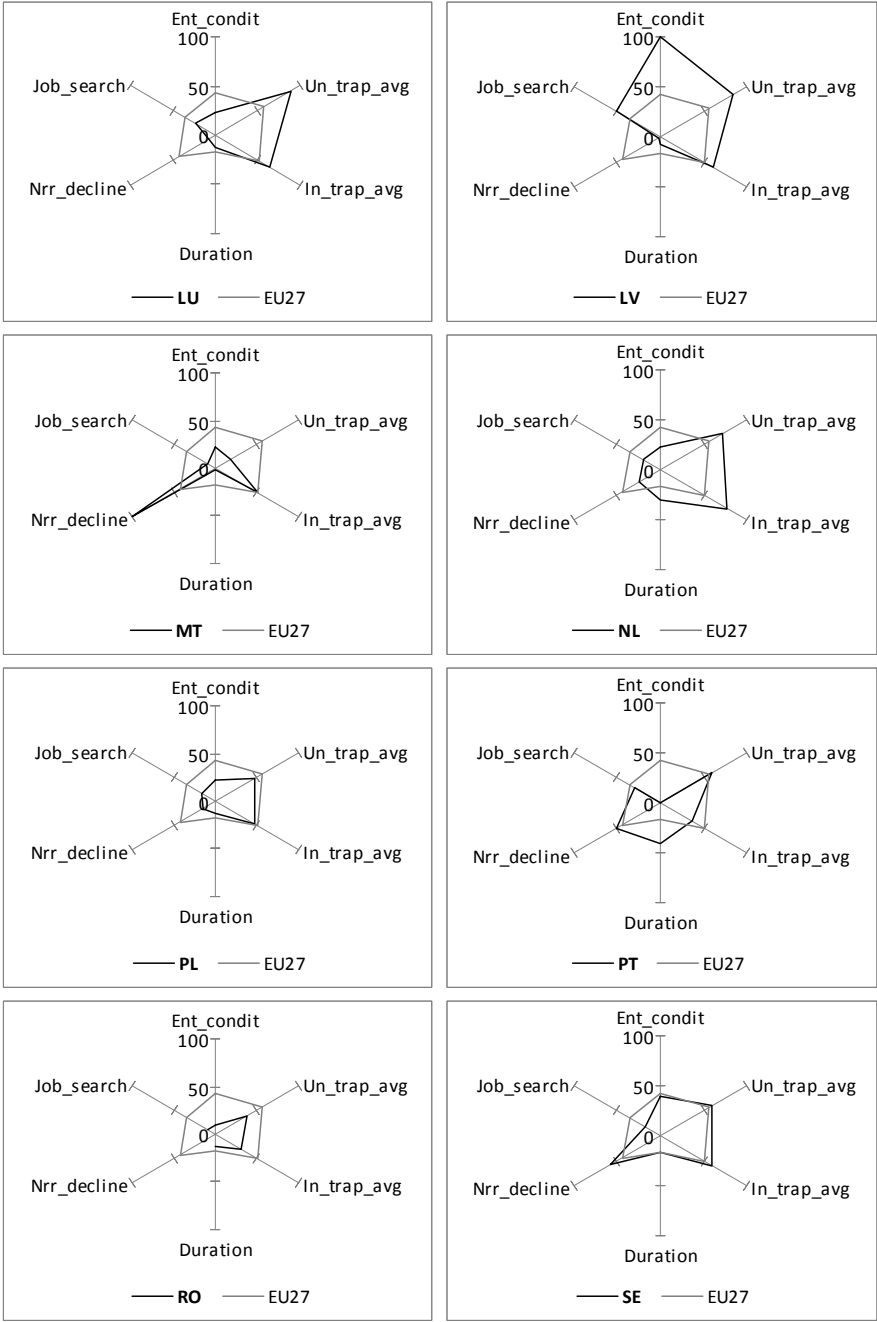 Ent_condit
100
Job_search
50
Un_trap_avg
0
Nrr_decline
In_trap_avg
Duration
LU EU27
Ent_condit
100
Job_search
50
Un_trap_avg
0
Nrr_decline
In_trap_avg
Duration
LV EU27
Ent_condit
100
Job_search
50
Un_trap_avg
0
Nrr_decline
In_trap_avg
Duration
MT EU27
Ent_condit
100
Job_search
50
Un_trap_avg
0
Nrr_decline
In_trap_avg
Duration
NL EU27
Ent_condit
100
Job_search
50
Un_trap_avg
0
Nrr_decline
In_trap_avg
Duration
PL EU27
Ent_condit
100
Job_search
50
Un_trap_avg
0
Nrr_decline
In_trap_avg
Duration
PT EU27
Ent_condit
100
Job_search
50
Un_trap_avg
0
Nrr_decline
In_trap_avg
Duration
RO EU27
Ent_condit
100
Job_search
50
Un_trap_avg
0
Nrr_decline
In_trap_avg
Duration
SE EU27